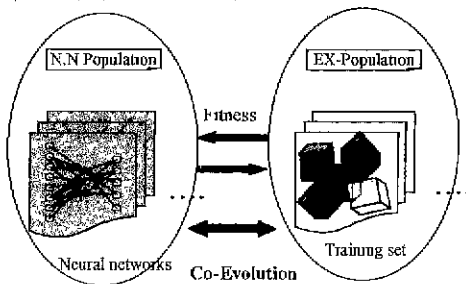 N.N Population
EX-Population
Fitness
Neural networks
Training set
Co-Evolution